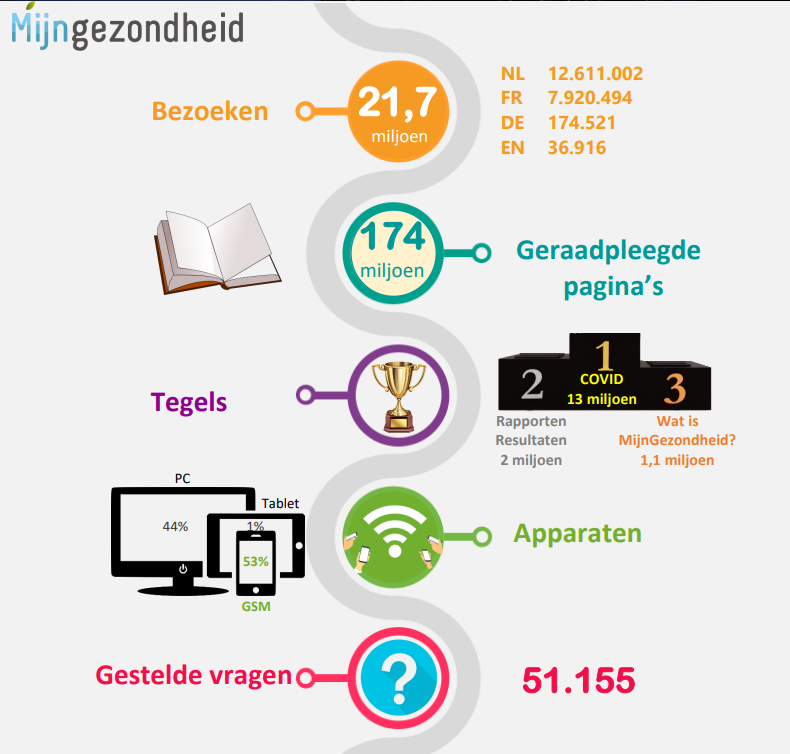 Mijngezondheid
Bezoeken
21,7
miljoen
NL 12.611.002
FR 7.920.494
DE 174.521
EN 36.916
174
miljoen
Geraadpleegde
pagina’s
Tegels
1
2
3
COVID
13 miljoen
Rapporten
Resultaten
2 miljoen
Wat is
MijnGezondheid?
1,1 miljoen
PC
44%
Tablet
1%
53%
GSM
Apparaten
Gestelde vragen
?
51.155